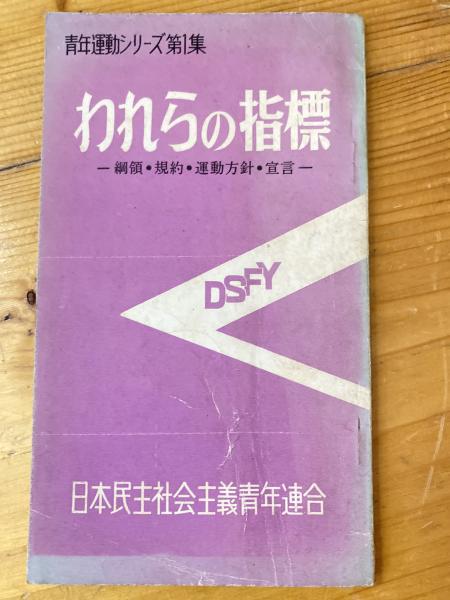 青年運動シリーズ第1集
われらの指標
—綱領•規約•運動方針•宣言—
DSFY
日本民主社会主義青年連合